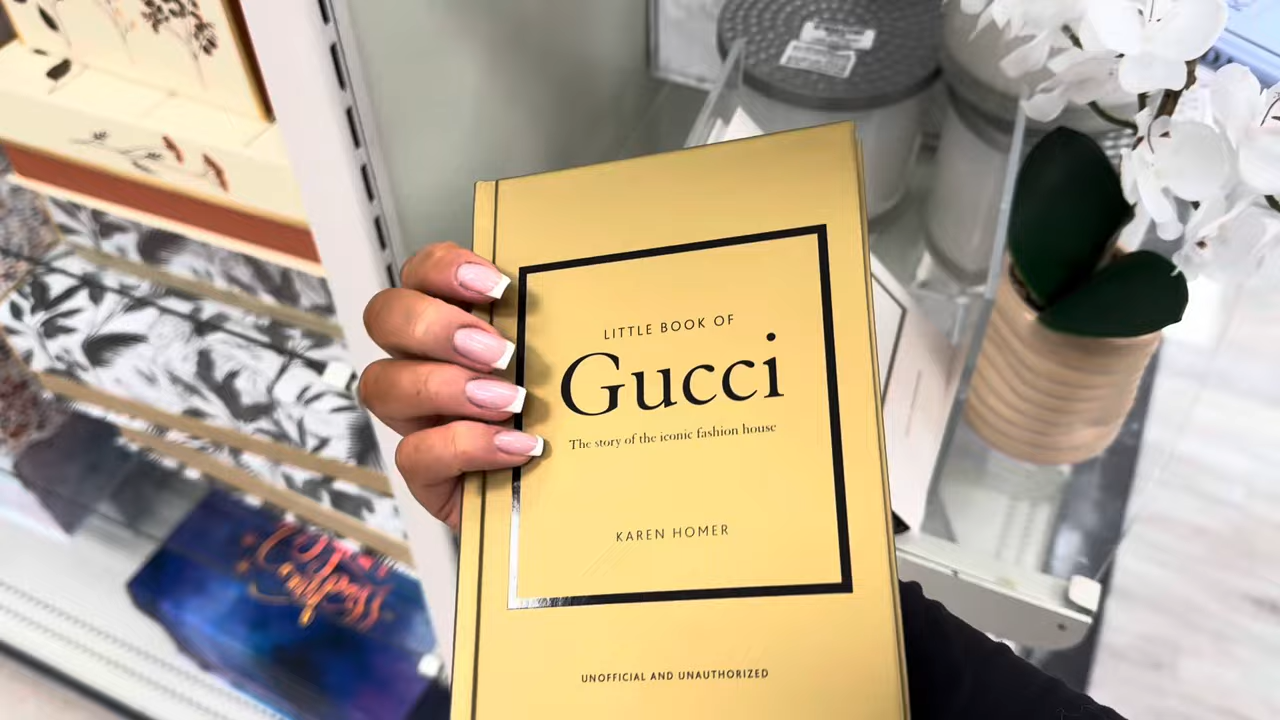 LITTLE BOOK OF
Gucci
The story of the iconic fashion house
KAREN HOMER
UNOFFICIAL AND UNAUTHORIZED